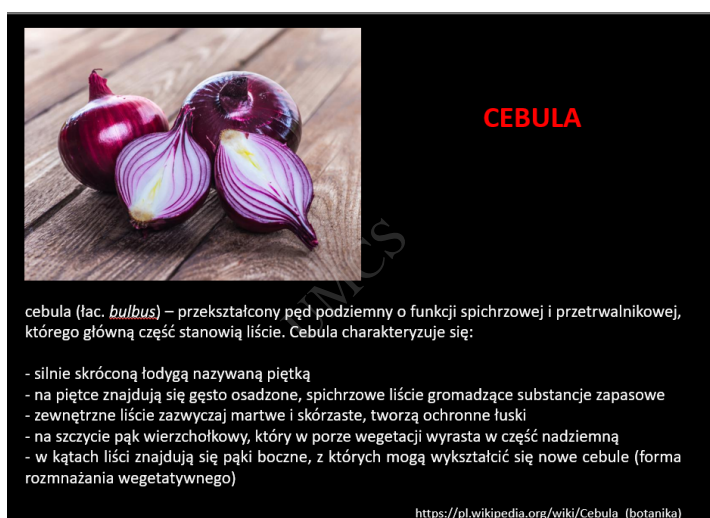 CEBULA
UMCS
cebula (łac. bulbus) – przekształcony pęd podziemny o funkcji spichrzowej i przetrwalnikowej,
którego główną część stanowią liście. Cebula charakteryzuje się:
- silnie skróconą łodygą nazywaną piętką
- na piętce znajdują się gęsto osadzone, spichrzowe liście gromadzące substancje zapasowe
- zewnętrzne liście zazwyczaj martwe i skórzaste, tworzą ochronne łuski
- na szczycie pąk wierzchołkowy, który w porze wegetacji wyrasta w część nadziemną
- w kątach liści znajdują się pąki boczne, z których mogą wykształcić się nowe cebule (forma
rozmnażania wegetatywnego)
https://pl.wikipedia.org/wiki/Cebula_(botanika)